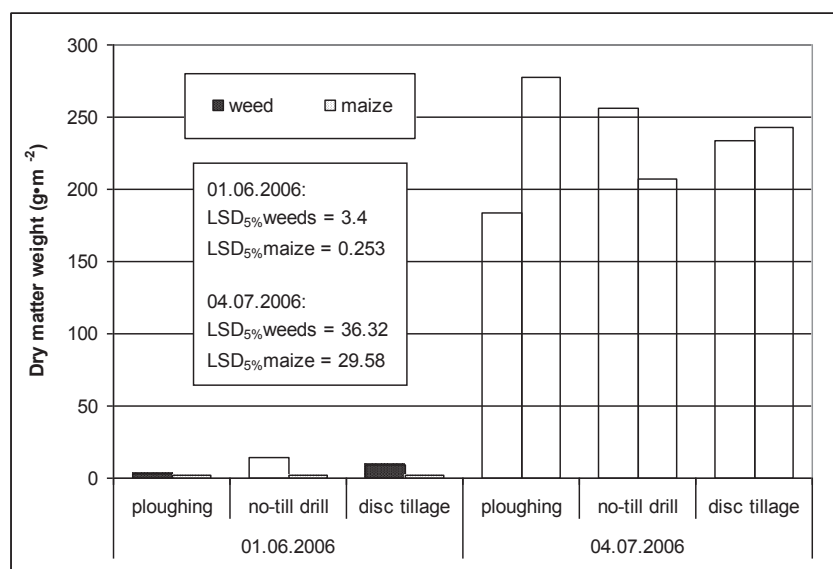 Dry matter weight (g•m⁻²)
300
250
200
150
100
50
0
weed maize
01.06.2006:
LSD₅%weeds = 3.4
LSD₅%maize = 0.253
04.07.2006:
LSD₅%weeds = 36.32
LSD₅%maize = 29.58
ploughing no-till drill disc tillage ploughing no-till drill disc tillage
01.06.2006 04.07.2006